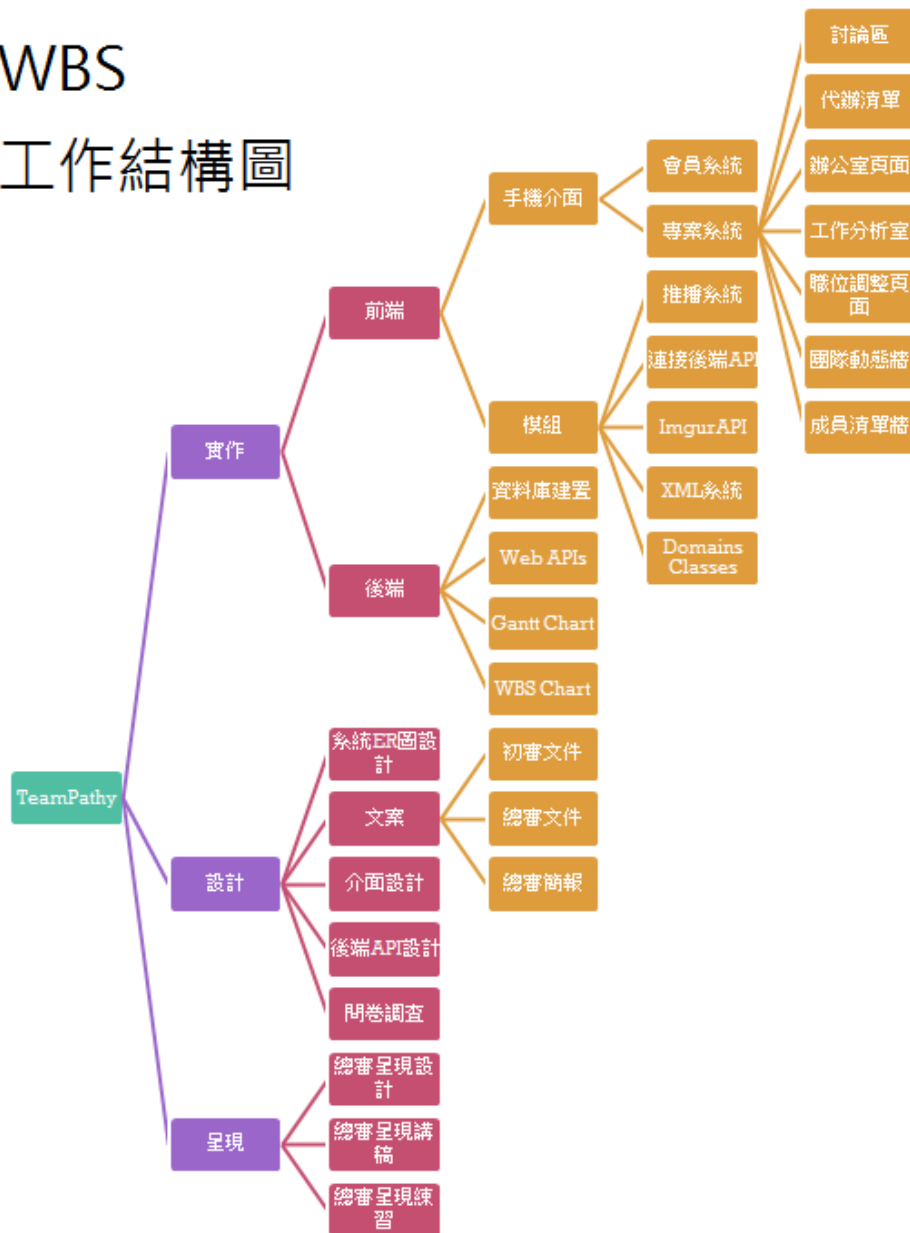 WBS
工作結構圖
TeamPathy
實作
前端
手機介面
會員系統
專案系統
討論區
代辦清單
辦公室頁面
工作分析室
職位調整頁
面
團隊動態牆
成員清單牆
模組
推播系統
連接後端API
ImgurAPI
XML系統
Domains
Classes
後端
資料庫建置
Web APIs
Gantt Chart
WBS Chart
設計
系統ER圖設
計
文案
初審文件
總審文件
總審簡報
介面設計
後端API設計
問卷調查
呈現
總審呈現設
計
總審呈現講
稿
總審呈現練
習